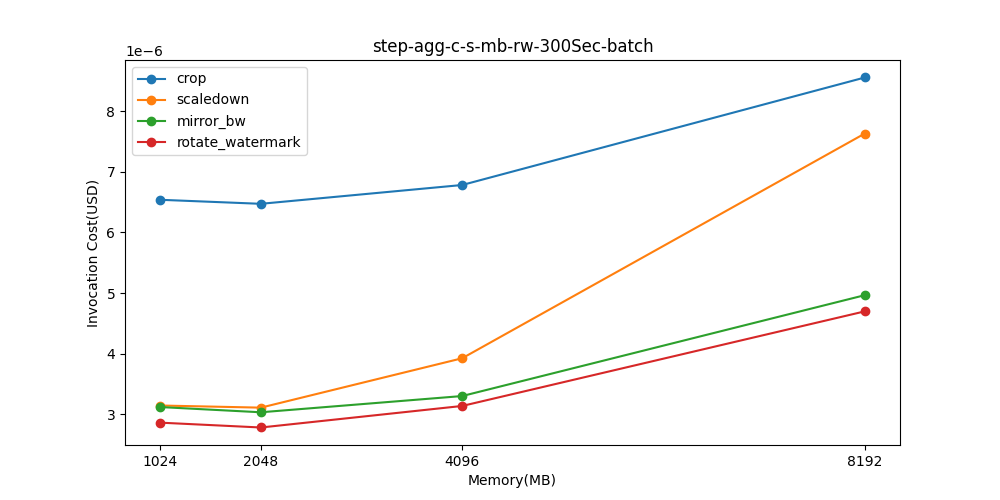 step-agg-c-s-mb-rw-300Sec-batch
1e−6
crop
scaledown
mirror_bw
rotate_watermark
8
7
6
5
4
3
Invocation Cost(USD)
1024 2048 4096 8192
Memory(MB)